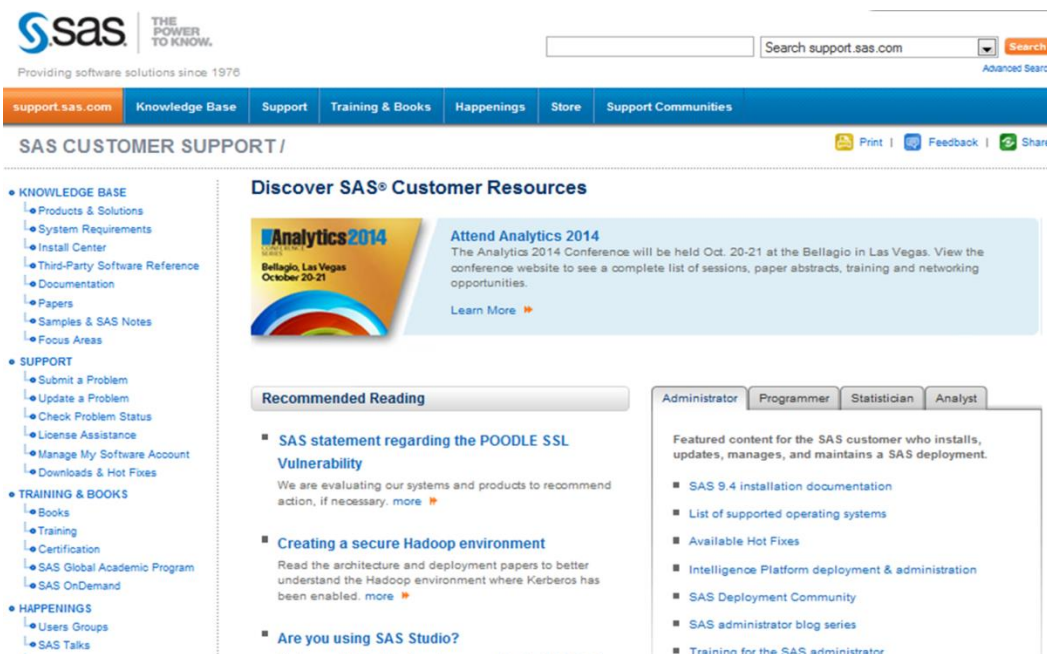 sas
THE
POWER
TO KNOW.
Providing software solutions since 1976
Search support.sas.com
Search
Advanced Searc
support.sas.com Knowledge Base Support Training & Books Happenings Store Support Communities
SAS CUSTOMER SUPPORT /
Print | Feedback | Share
KNOWLEDGE BASE
Products & Solutions
System Requirements
Install Center
Third-Party Software Reference
Documentation
Papers
Samples & SAS Notes
Focus Areas
SUPPORT
Submit a Problem
Update a Problem
Check Problem Status
License Assistance
Manage My Software Account
Downloads & Hot Fixes
TRAINING & BOOKS
Books
Training
Certification
SAS Global Academic Program
SAS OnDemand
HAPPENINGS
Users Groups
SAS Talks
Discover SAS® Customer Resources
Analytics2014
CONFERENCE
SERIES
Bellagio, Las Vegas
October 20-21
Attend Analytics 2014
The Analytics 2014 Conference will be held Oct. 20-21 at the Bellagio in Las Vegas. View the
conference website to see a complete list of sessions, paper abstracts, training and networking
opportunities.
Learn More
Recommended Reading
SAS statement regarding the POODLE SSL
Vulnerability
We are evaluating our systems and products to recommend
action, if necessary. more
Creating a secure Hadoop environment
Read the architecture and deployment papers to better
understand the Hadoop environment where Kerberos has
been enabled. more
Are you using SAS Studio?
Administrator Programmer Statistician Analyst
Featured content for the SAS customer who installs,
updates, manages, and maintains a SAS deployment.
SAS 9.4 installation documentation
List of supported operating systems
Available Hot Fixes
Intelligence Platform deployment & administration
SAS Deployment Community
SAS administrator blog series
Training for the SAS administrator